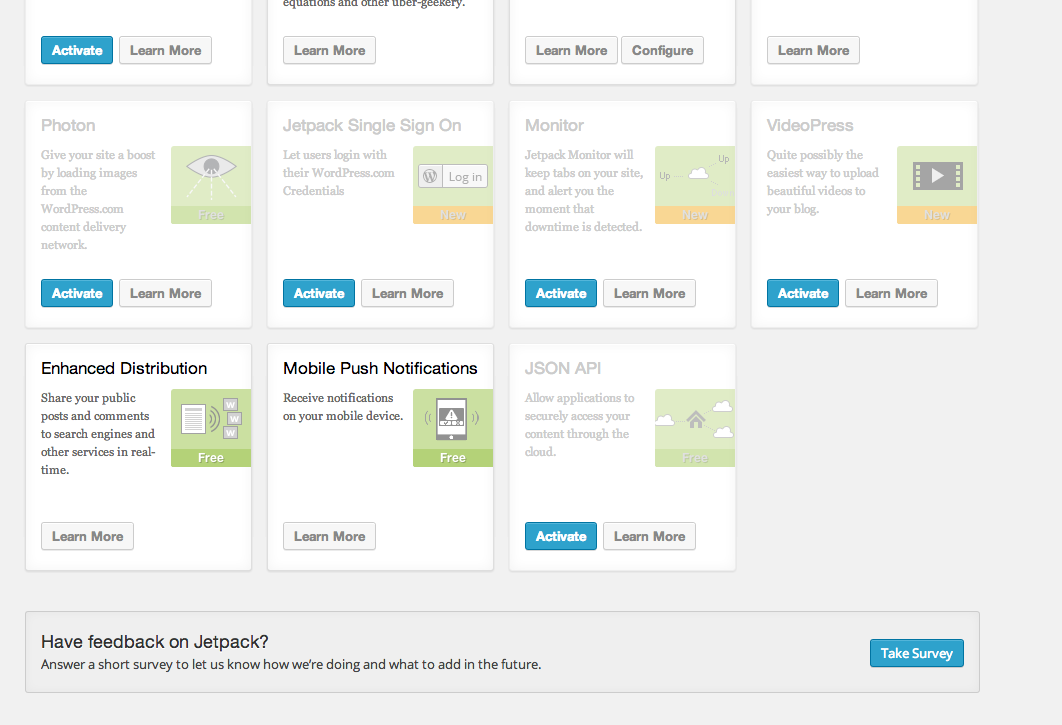 equations and other uber-geekery.
Activate Learn More
Learn More
Learn More Configure
Learn More
Photon
Give your site a boost
by loading images
from the
WordPress.com
content delivery
network.
Free
Activate Learn More
Jetpack Single Sign On
Let users login with
their WordPress.com
Credentials
Log in
New
Activate Learn More
Monitor
Jetpack Monitor will
keep tabs on your site,
and alert you the
moment that
downtime is detected.
Up
Up
New
Activate Learn More
VideoPress
Quite possibly the
easiest way to upload
beautiful videos to
your blog.
New
Activate Learn More
Enhanced Distribution
Share your public
posts and comments
to search engines and
other services in real-
time.
W
W
W
Free
Learn More
Mobile Push Notifications
Receive notifications
on your mobile device.
Free
Learn More
JSON API
Allow applications to
securely access your
content through the
cloud.
Free
Activate Learn More
Have feedback on Jetpack?
Answer a short survey to let us know how we're doing and what to add in the future.
Take Survey